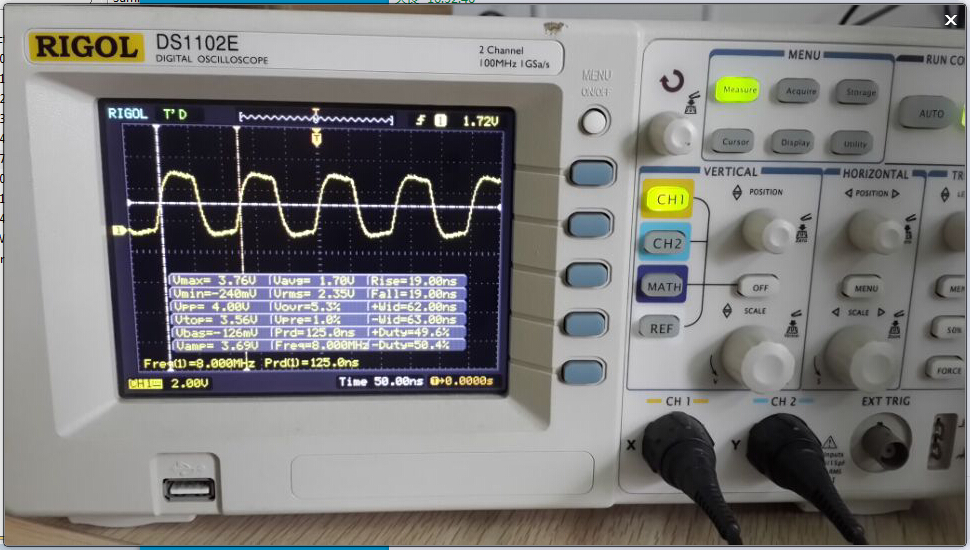 RIGOL DS1102E
DIGITAL OSCILLOSCOPE
2 Channel
100MHz 1GSa/s
MENU
ON/OFF
RIGOL T'D
1 1.72V
T
1
Vmax= 3.76V Vavg= 1.70V Rise=19.00ns
Vmin=-240mV Vrms= 2.35V Fall=19.00ns
Vpp= 4.00V Vovr=5.3% +Wid=62.00ns
Vtop= 3.56V Vpre=1.0% -Wid=63.00ns
Vbas=-126mV Prd=125.0ns +Duty=49.6%
Vamp= 3.69V Freq=8.000MHz -Duty=50.4%
Freq(1)=8.000MHz Prd(1)=125.0ns
CH1 2.00V Time 50.00ns T→0.0000s
MENU
RUN CO
Measure Acquire Storage
AUTO
Cursor Display Utility
VERTICAL
HORIZONTAL
TR
CH1
POSITION
POSITION
LE
CH2
MATH
OFF
MENU
MEN
REF
SCALE
SCALE
50%
FORCE
CH 1
CH 2
EXT TRIG
X
Y